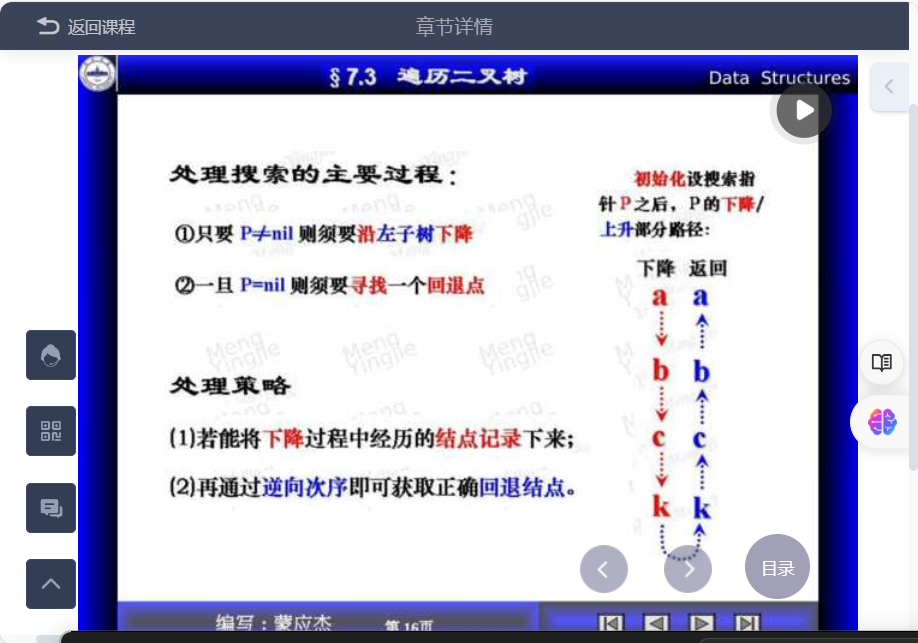 返回课程
章节详情
§7.3 遍历二叉树
Data Structures
处理搜索的主要过程：
①只要 P≠nil 则须要沿左子树下降
②一旦 P=nil 则须要寻找一个回退点
处理策略
(1)若能将下降过程中经历的结点记录下来;
(2)再通过逆向次序即可获取正确回退结点。
初始化设搜索指
针P之后，P的下降/
上升部分路径:
下降 返回
a a
b b
c c
k k
Meng Yingjie
Meng Yingjie
Meng Yingjie
目录
编写：蒙应杰
第16页